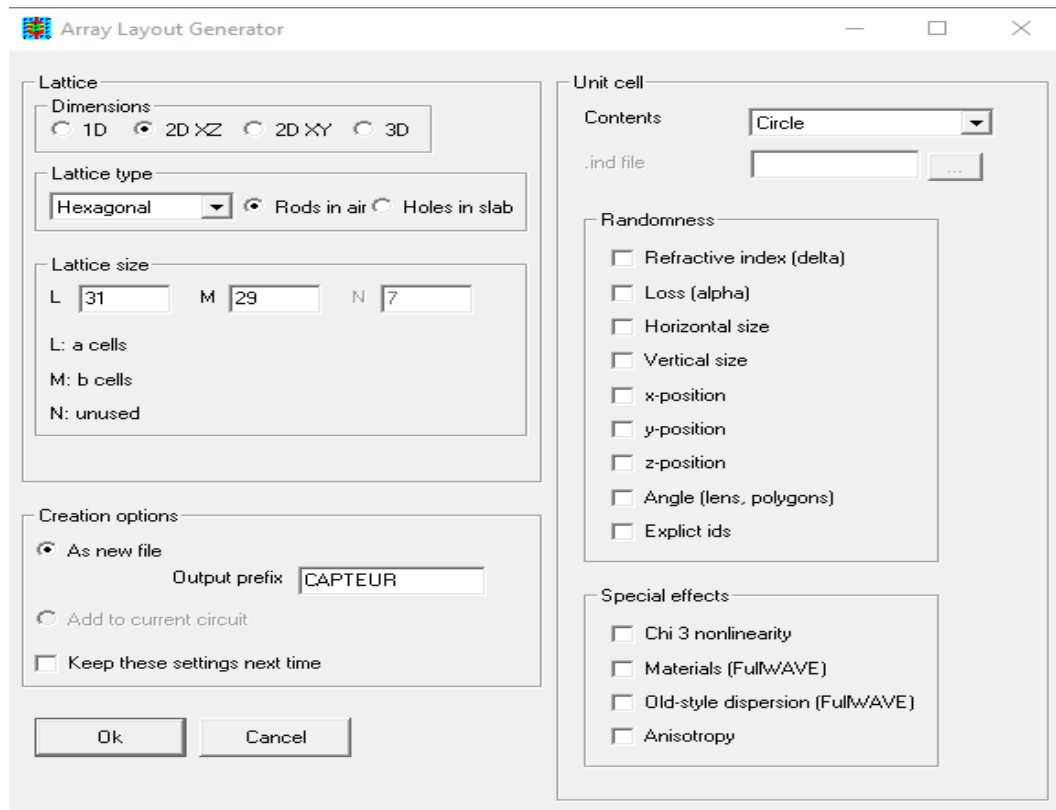 Array Layout Generator
Lattice
Dimensions
1D 2D XZ 2D XY 3D
Lattice type
Hexagonal Rods in air Holes in slab
Lattice size
L 31 M 29 N 7
L: a cells
M: b cells
N: unused
Creation options
As new file
Output prefix CAPTEUR
Add to current circuit
Keep these settings next time
Ok Cancel
Unit cell
Contents Circle
.ind file ...
Randomness
Refractive index (delta)
Loss (alpha)
Horizontal size
Vertical size
x-position
y-position
z-position
Angle (lens, polygons)
Explict ids
Special effects
Chi 3 nonlinearity
Materials (FullWAVE)
Old-style dispersion (FullWAVE)
Anisotropy